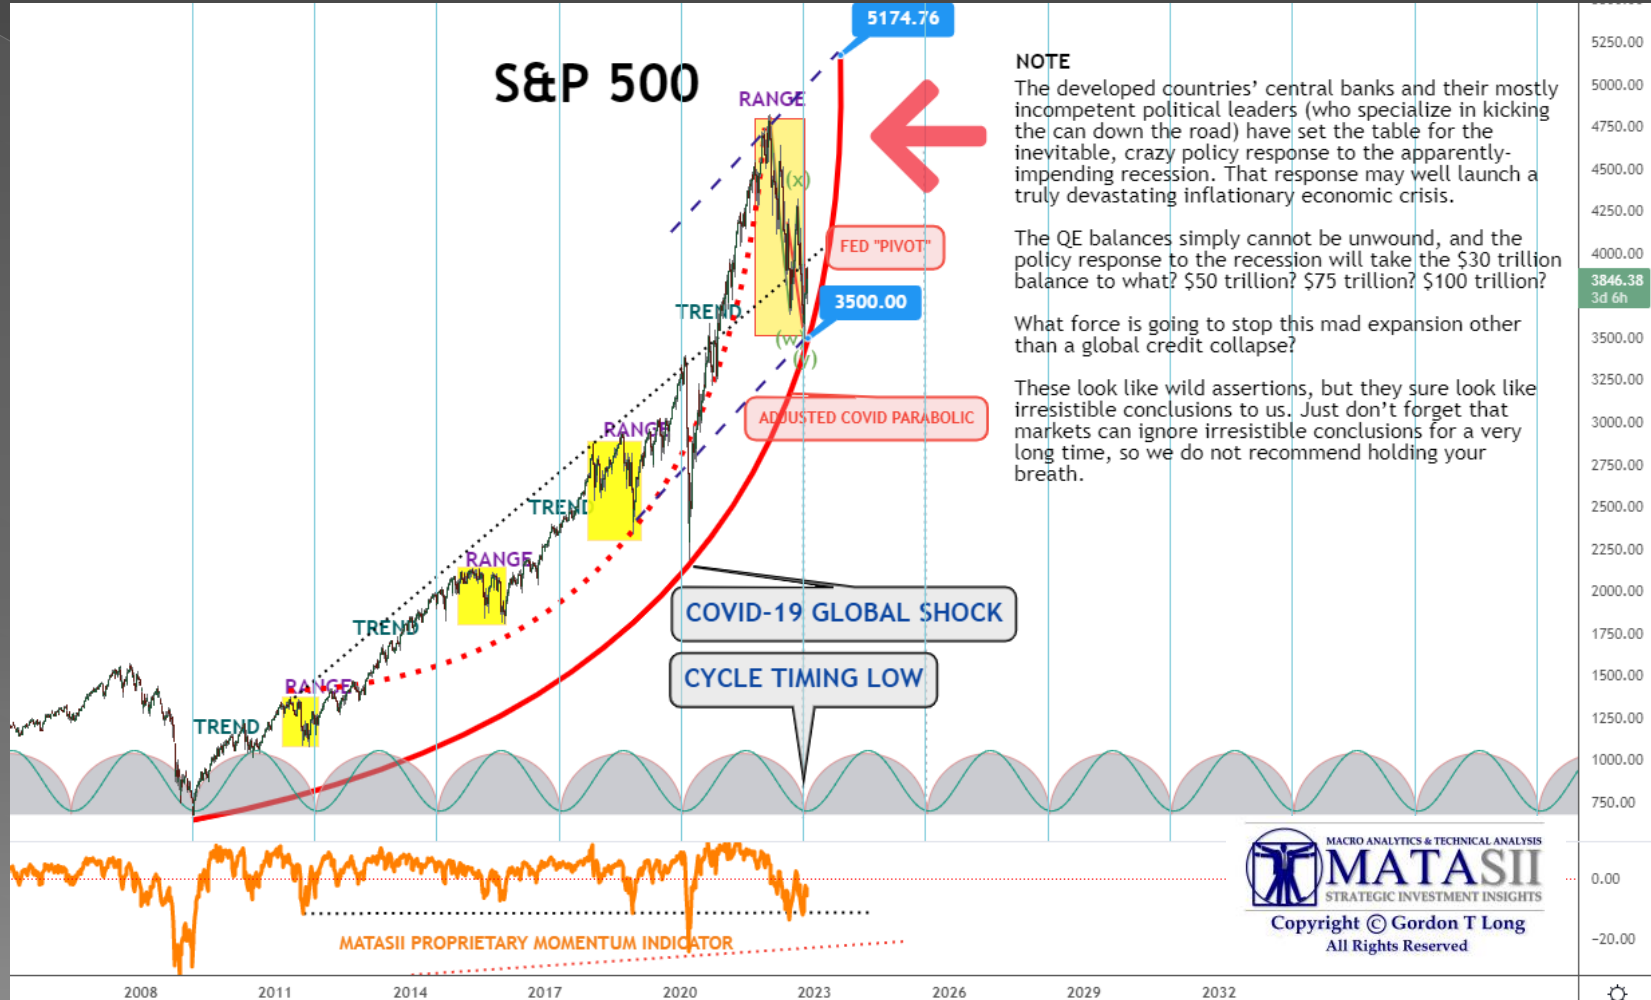 5174.76
S&P 500
RANGE
NOTE
The developed countries' central banks and their mostly
incompetent political leaders (who specialize in kicking
the can down the road) have set the table for the
inevitable, crazy policy response to the apparently-
impending recession. That response may well launch a
truly devastating inflationary economic crisis.
The QE balances simply cannot be unwound, and the
policy response to the recession will take the $30 trillion
balance to what? $50 trillion? $75 trillion? $100 trillion?
What force is going to stop this mad expansion other
than a global credit collapse?
These look like wild assertions, but they sure look like
irresistible conclusions to us. Just don't forget that
markets can ignore irresistible conclusions for a very
long time, so we do not recommend holding your
breath.
(x)
FED "PIVOT"
3500.00
TREND
(w)
(y)
ADJUSTED COVID PARABOLIC
RANGE
TREND
RANGE
COVID-19 GLOBAL SHOCK
TREND
CYCLE TIMING LOW
RANGE
TREND
5250.00
5000.00
4750.00
4500.00
4250.00
4000.00
3846.38
3d 6h
3500.00
3250.00
3000.00
2750.00
2500.00
2250.00
2000.00
1750.00
1500.00
1250.00
1000.00
750.00
0.00
-20.00
MATASII PROPRIETARY MOMENTUM INDICATOR
MACRO ANALYTICS & TECHNICAL ANALYSIS
MATASII
STRATEGIC INVESTMENT INSIGHTS
Copyright © Gordon T Long
All Rights Reserved
2008 2011 2014 2017 2020 2023 2026 2029 2032